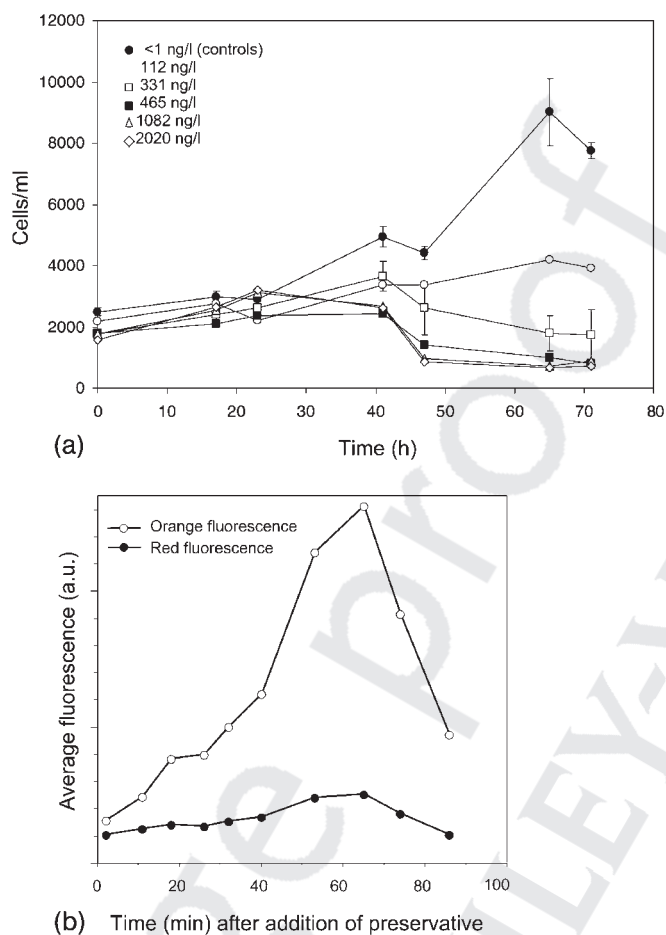 12000
10000
8000
6000
4000
2000
0
Cells/ml
<1 ng/l (controls)
112 ng/l
331 ng/l
465 ng/l
1082 ng/l
2020 ng/l
0 10 20 30 40 50 60 70 80
(a) Time (h)
Average fluorescence (a.u.)
Orange fluorescence
Red fluorescence
0 20 40 60 80 100
(b) Time (min) after addition of preservative
proof